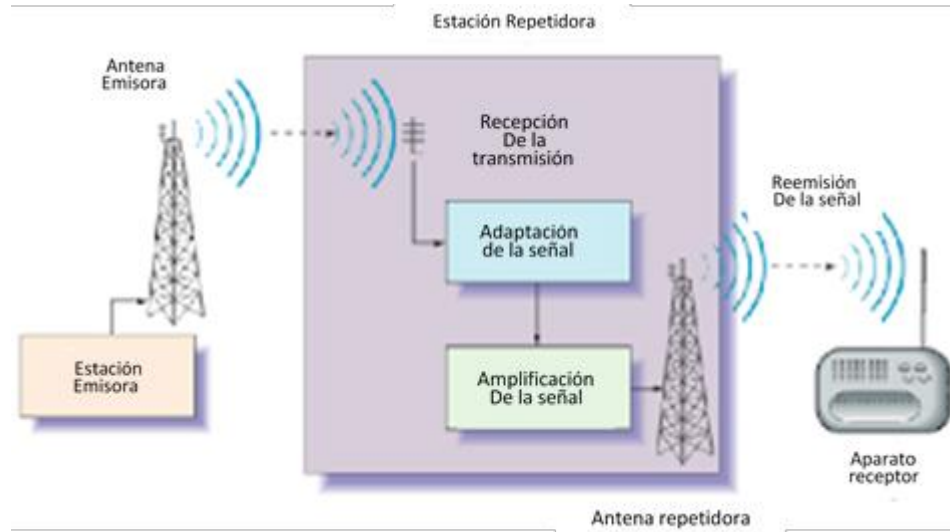 Estación Repetidora
Antena
Emisora
Recepción
De la
transmisión
Reemisión
De la señal
Adaptación
de la señal
Estación
Emisora
Amplificación
De la señal
Aparato
receptor
Antena repetidora